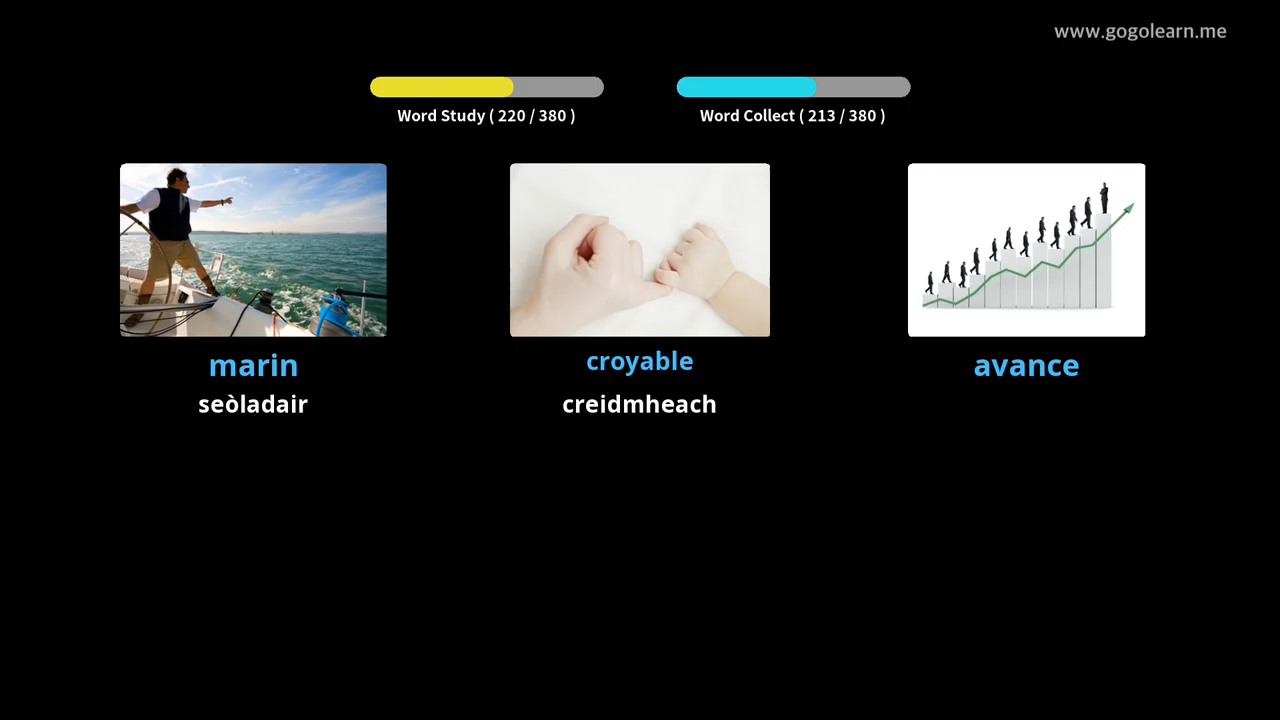 www.gogolearn.me
Word Study ( 220 / 380 )
Word Collect ( 213 / 380 )
marin
croyable
avance
seòladair
creidmheach